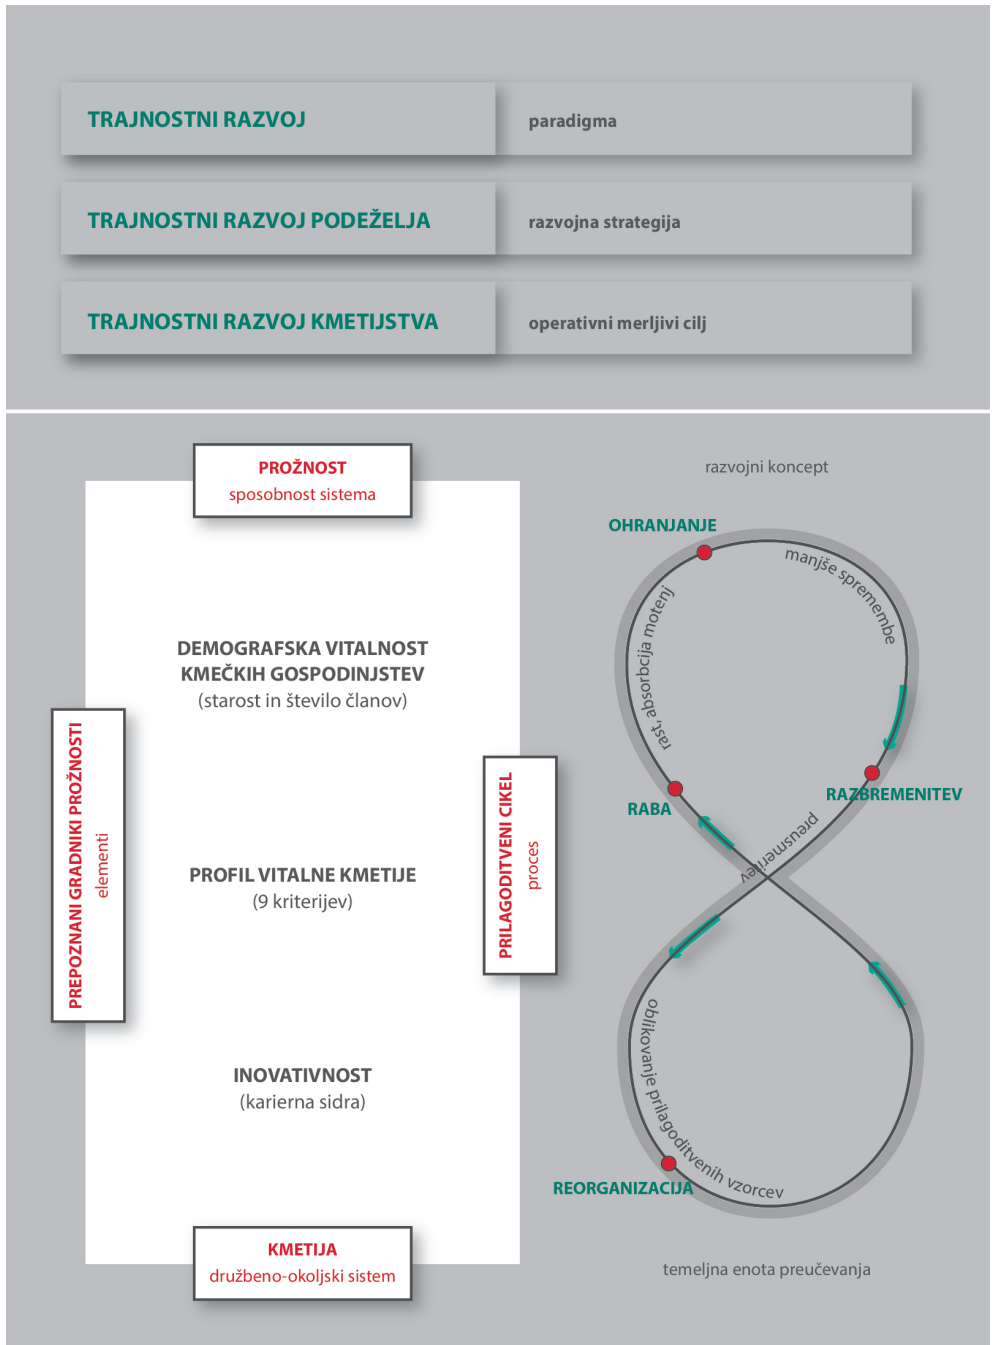 TRAJNOSTNI RAZVOJ
paradigma
TRAJNOSTNI RAZVOJ PODEŽELJA
razvojna strategija
TRAJNOSTNI RAZVOJ KMETIJSTVA
operativni merljivi cilj
PROŽNOST
sposobnost sistema
razvojni koncept
DEMOGRAFSKA VITALNOST
KMEČKIH GOSPODINJSTEV
(starost in število članov)
PREPOZNANI GRADNIKI PROŽNOSTI
elementi
PROFIL VITALNE KMETIJE
(9 kriterijev)
PRILAGODITVENI CIKEL
proces
INOVATIVNOST
(karierna sidra)
KMETIJA
družbeno-okoljski sistem
OHRANJANJE
manjše spremembe
rast, absorbcija motenj
RABA
RAZBREMENITEV
preusmeritev
oblikovanje prilagoditvenih vzorcev
REORGANIZACIJA
temeljna enota preučevanja